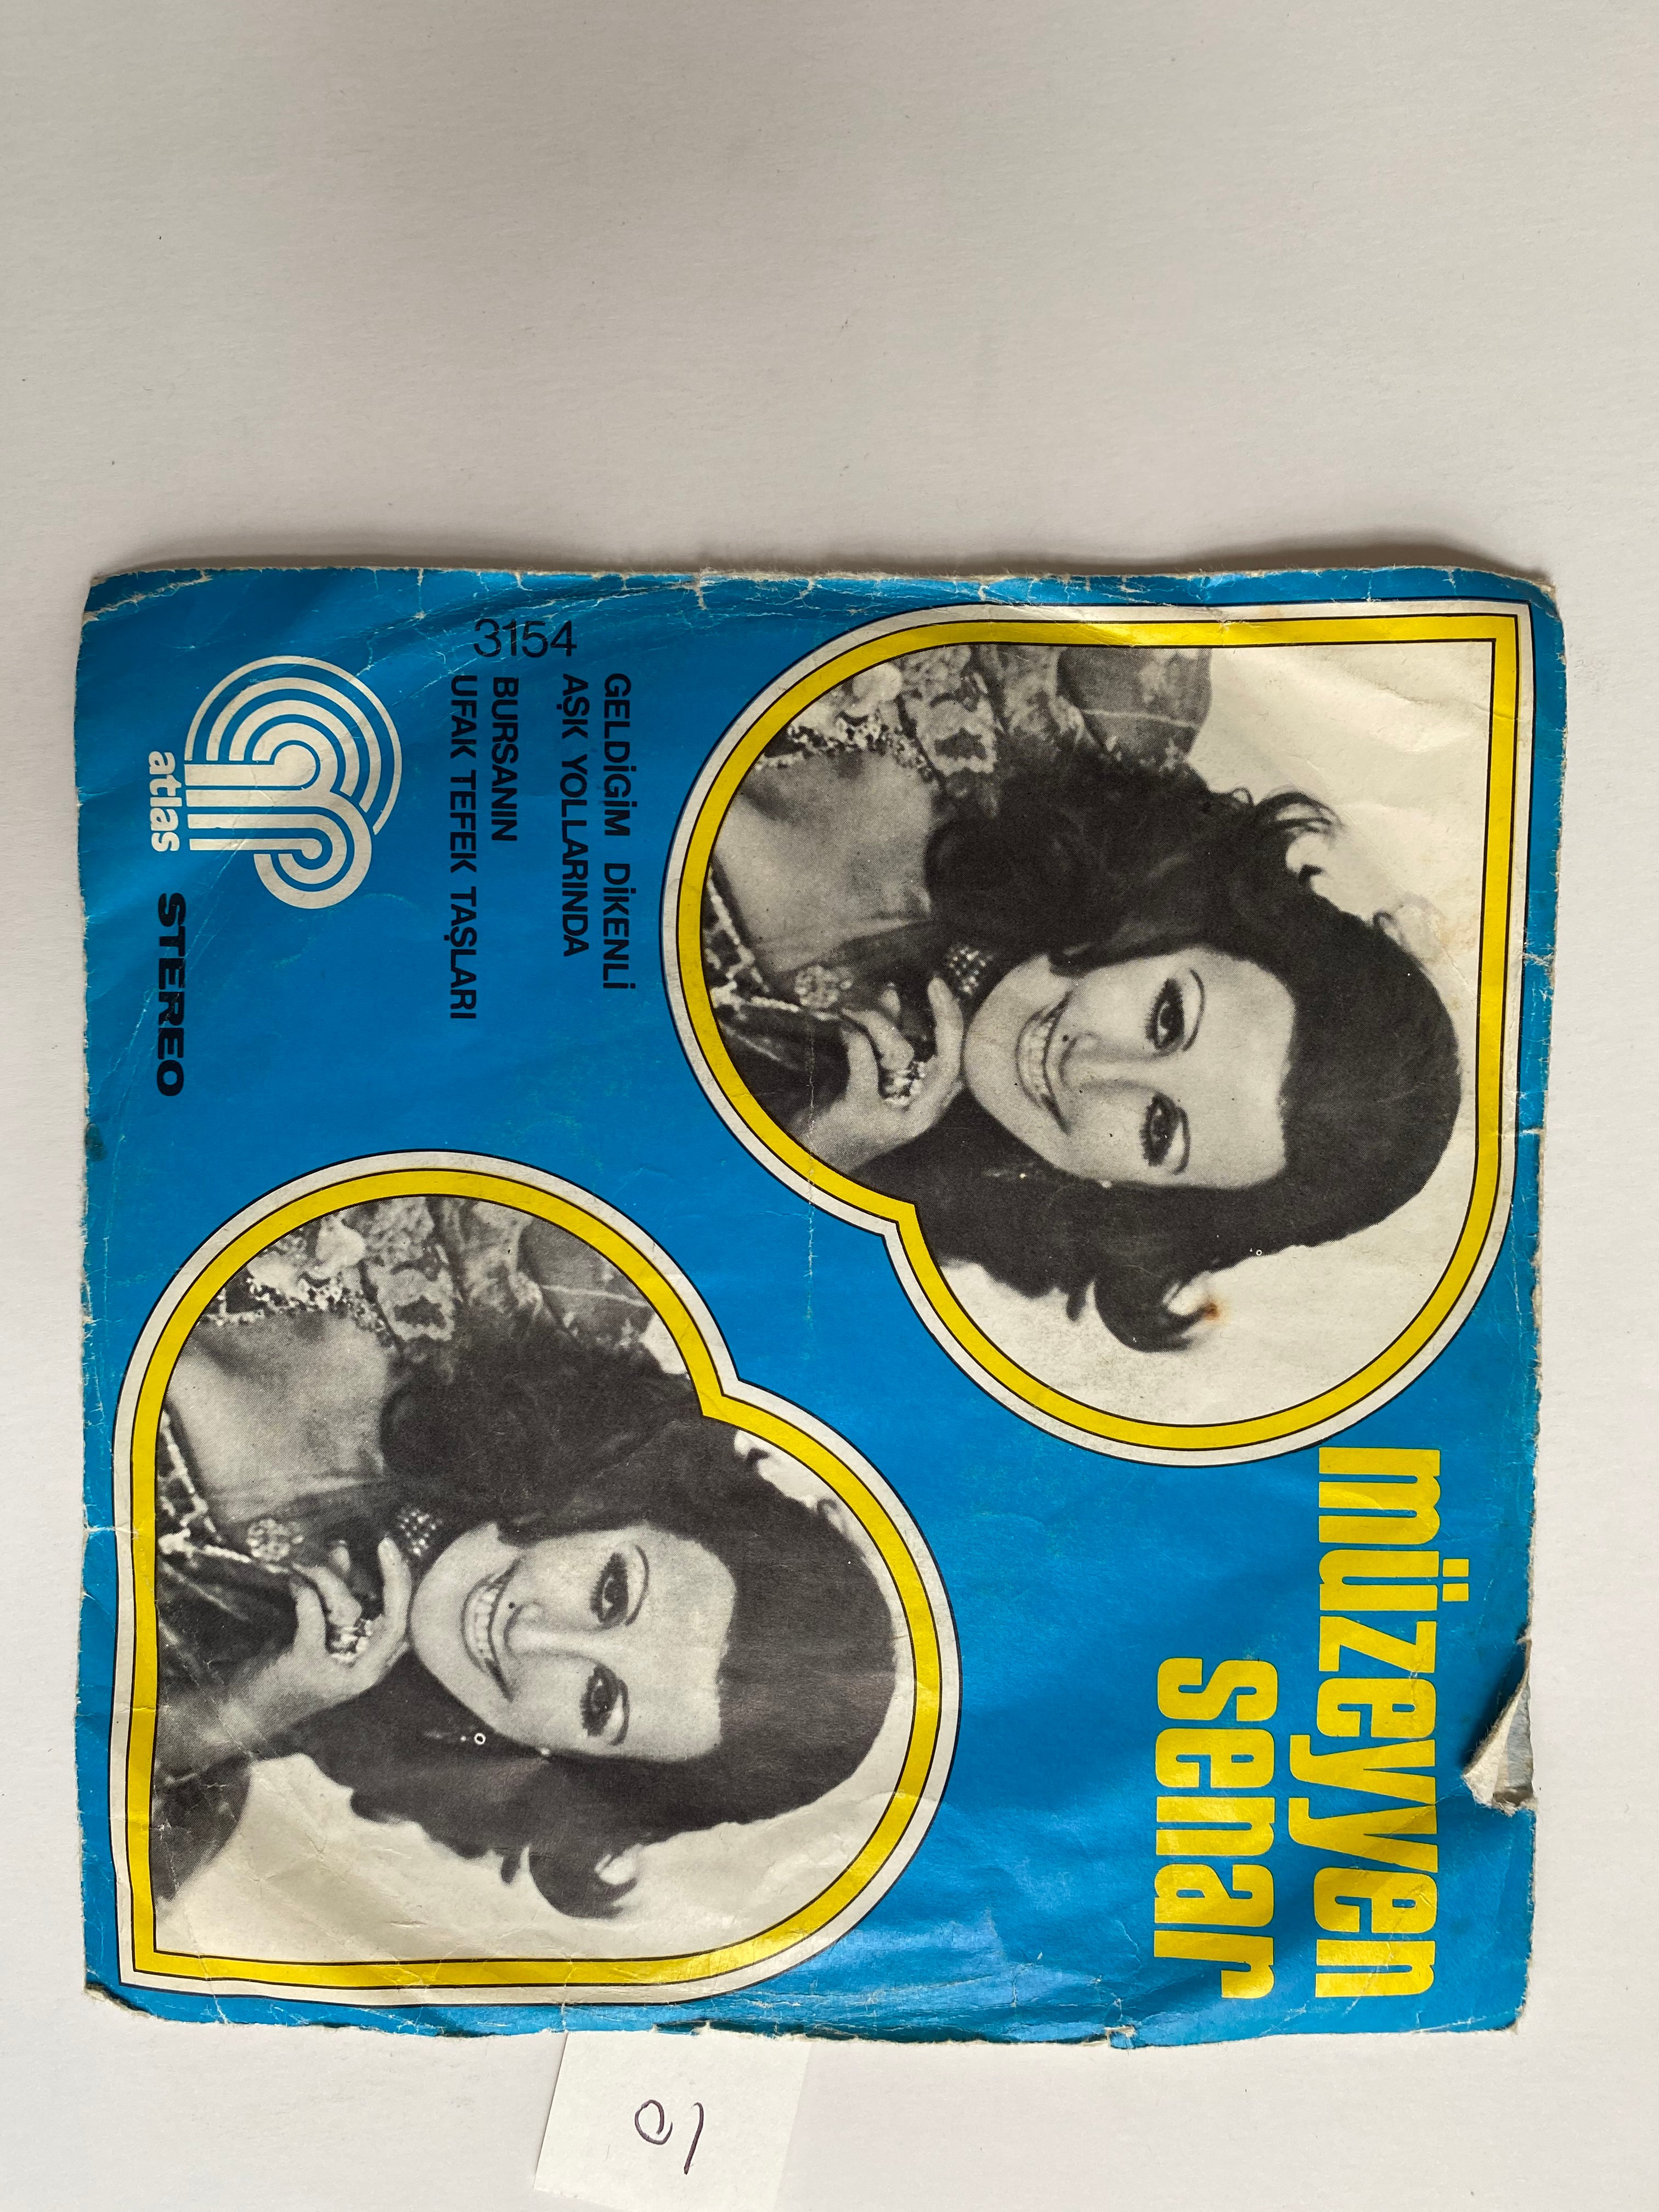 müzeyyen
senar
GELDİGİM DİKENLİ
AŞK YOLLARINDA
3154
BURSANIN
UFAK TEFEK TAŞLARI
atlas
STEREO
01